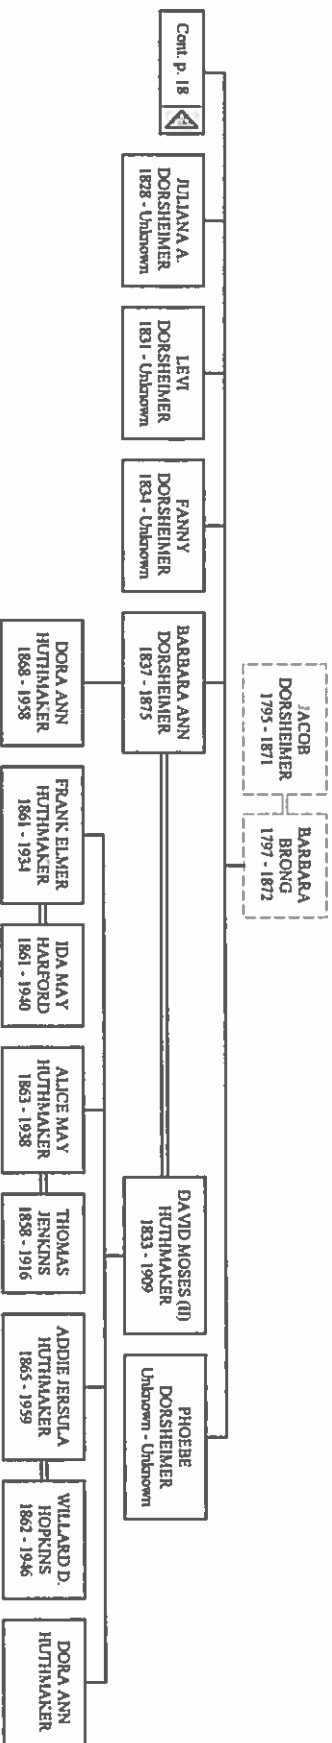 JACOB
DORSHEIMER
1795 - 1871
BARBARA
BRONG
1797 - 1872
Cont. p. 18
JULIANA A.
DORSHEIMER
1828 - Unknown
LEVI
DORSHEIMER
1831 - Unknown
FANNY
DORSHEIMER
1834 - Unknown
BARBARA ANN
DORSHEIMER
1837 - 1875
DAVID MOSES (II)
HUTHMAKER
1833 - 1909
PHOEBE
DORSHEIMER
Unknown - Unknown
DORA ANN
HUTHMAKER
1868 - 1958
FRANK ELMER
HUTHMAKER
1861 - 1934
IDA MAY
HARFORD
1861 - 1940
ALICE MAY
HUTHMAKER
1863 - 1938
THOMAS
JENKINS
1858 - 1916
ADDIE JERSULA
HUTHMAKER
1865 - 1959
WILLARD D.
HOPKINS
1862 - 1946
DORA ANN
HUTHMAKER